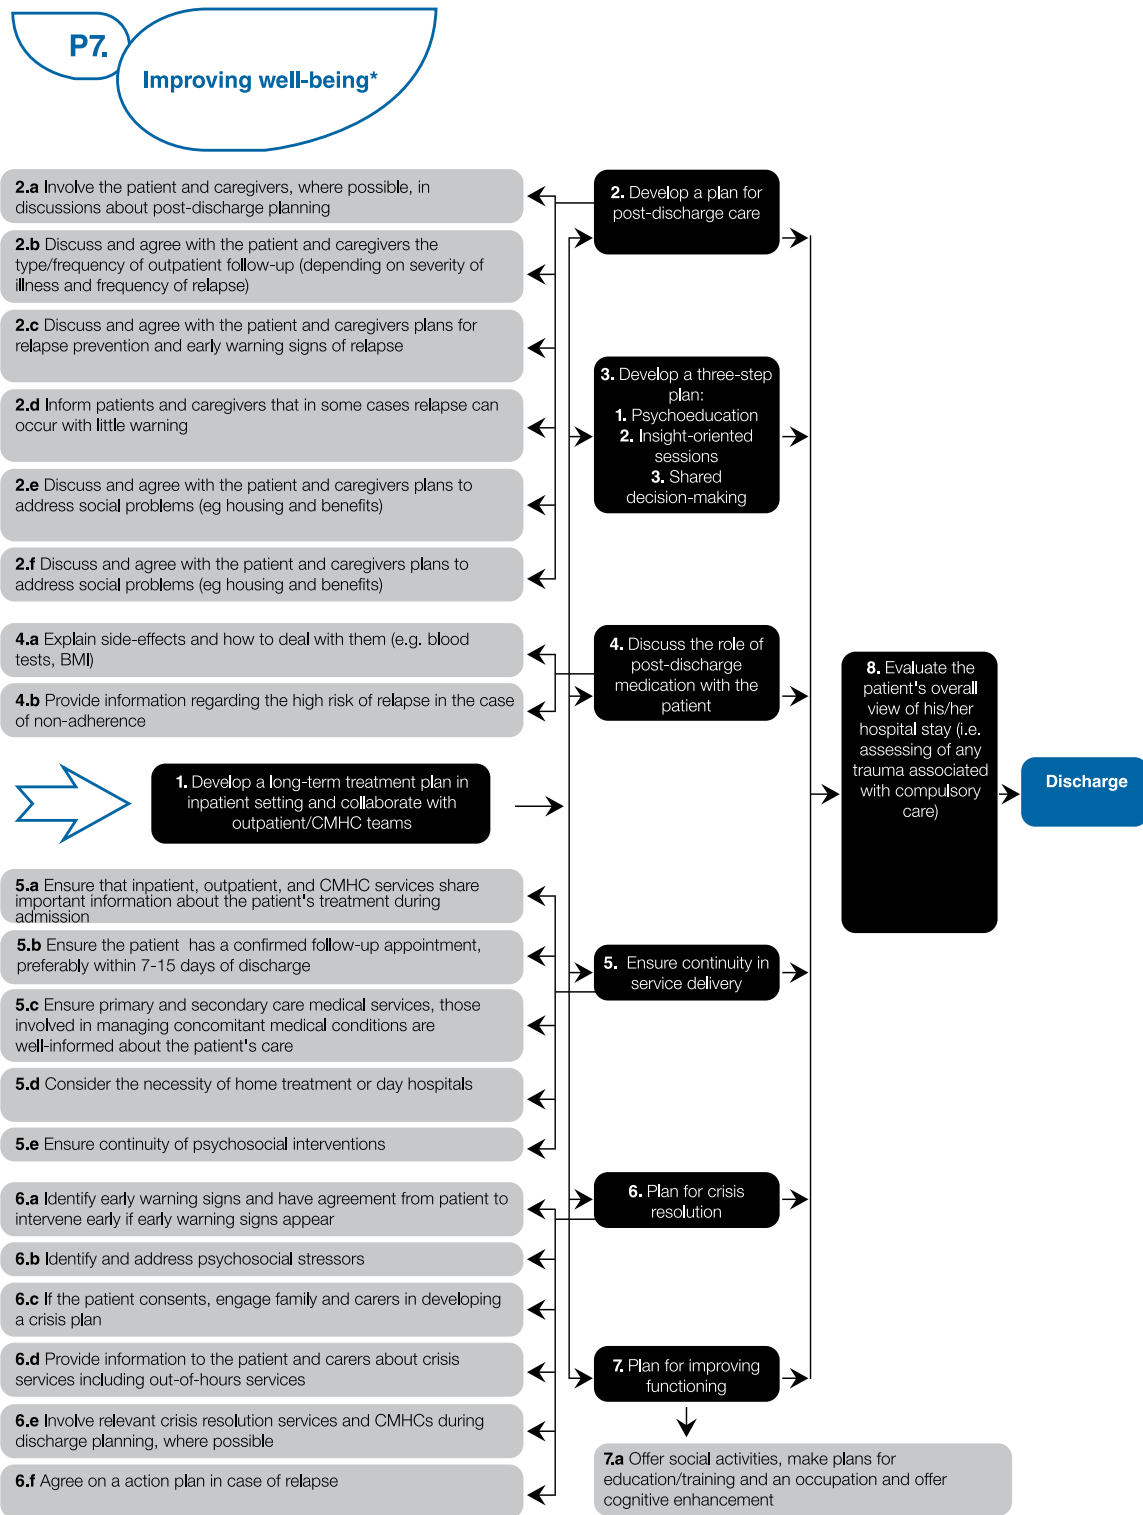 P7.
Improving well-being*
2.a Involve the patient and caregivers, where possible, in
discussions about post-discharge planning
2.b Discuss and agree with the patient and caregivers the
type/frequency of outpatient follow-up (depending on severity of
illness and frequency of relapse)
2.c Discuss and agree with the patient and caregivers plans for
relapse prevention and early warning signs of relapse
2.d Inform patients and caregivers that in some cases relapse can
occur with little warning
2.e Discuss and agree with the patient and caregivers plans to
address social problems (eg housing and benefits)
2.f Discuss and agree with the patient and caregivers plans to
address social problems (eg housing and benefits)
2. Develop a plan for
post-discharge care
3. Develop a three-step
plan:
1. Psychoeducation
2. Insight-oriented
sessions
3. Shared
decision-making
4.a Explain side-effects and how to deal with them (e.g. blood
tests, BMI)
4.b Provide information regarding the high risk of relapse in the case
of non-adherence
4. Discuss the role of
post-discharge
medication with the
patient
1. Develop a long-term treatment plan in
inpatient setting and collaborate with
outpatient/CMHC teams
8. Evaluate the
patient's overall
view of his/her
hospital stay (i.e.
assessing of any
trauma associated
with compulsory
care)
Discharge
5.a Ensure that inpatient, outpatient, and CMHC services share
important information about the patient's treatment during
admission
5.b Ensure the patient has a confirmed follow-up appointment,
preferably within 7-15 days of discharge
5.c Ensure primary and secondary care medical services, those
involved in managing concomitant medical conditions are
well-informed about the patient's care
5.d Consider the necessity of home treatment or day hospitals
5.e Ensure continuity of psychosocial interventions
5. Ensure continuity in
service delivery
6.a Identify early warning signs and have agreement from patient to
intervene early if early warning signs appear
6.b Identify and address psychosocial stressors
6.c If the patient consents, engage family and carers in developing
a crisis plan
6.d Provide information to the patient and carers about crisis
services including out-of-hours services
6.e Involve relevant crisis resolution services and CMHCs during
discharge planning, where possible
6.f Agree on a action plan in case of relapse
6. Plan for crisis
resolution
7. Plan for improving
functioning
7.a Offer social activities, make plans for
education/training and an occupation and offer
cognitive enhancement